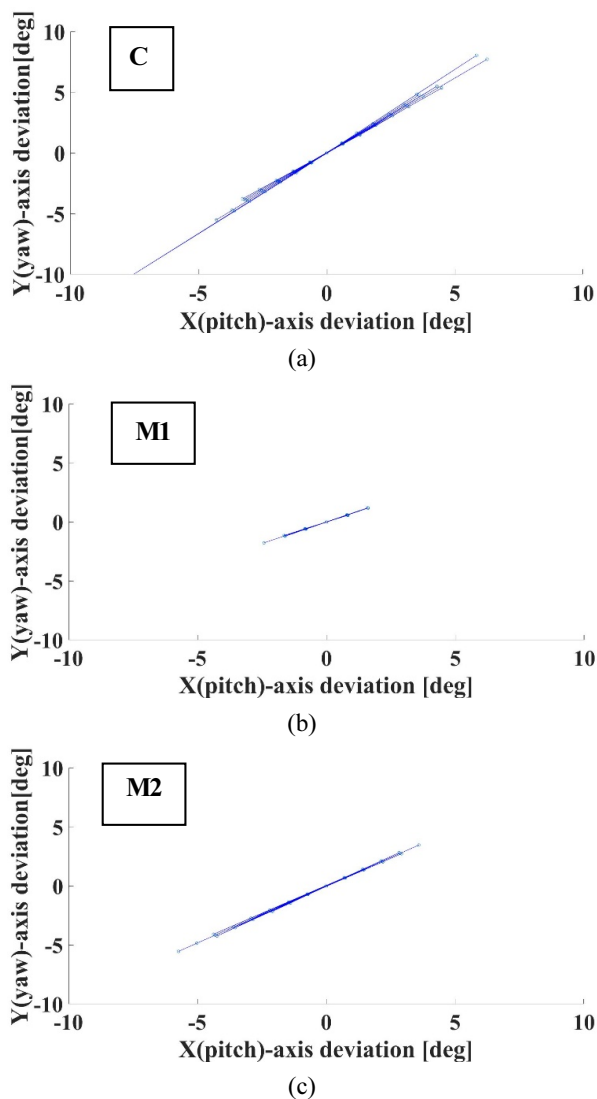 C
Y(yaw)-axis deviation[deg]
10
5
0
-5
-10
-10 -5 0 5 10
X(pitch)-axis deviation [deg]
(a)
M1
Y(yaw)-axis deviation[deg]
10
5
0
-5
-10
-10 -5 0 5 10
X(pitch)-axis deviation [deg]
(b)
M2
Y(yaw)-axis deviation[deg]
10
5
0
-5
-10
-10 -5 0 5 10
X(pitch)-axis deviation [deg]
(c)